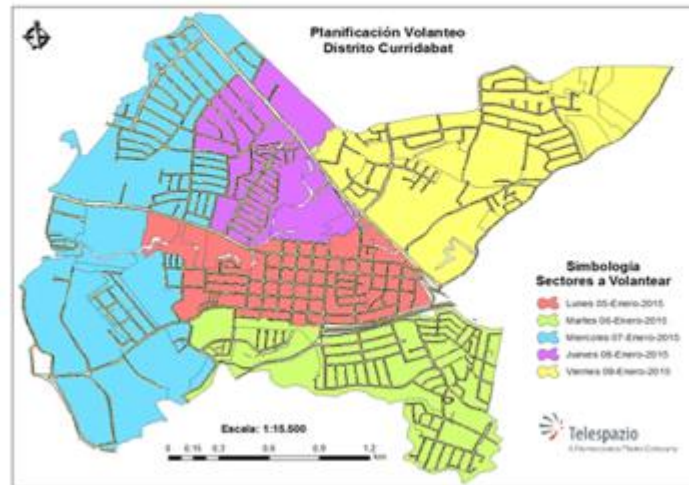 Planificación Volanteo
Distrito Curridabat
Simbología
Sectores a Volantear
Lunes 05-Enero-2015
Martes 06-Enero-2015
Miercoles 07-Enero-2015
Jueves 08-Enero-2015
Viernes 09-Enero-2015
Escala: 1:15.500
0 0.15 0.3 0.6 0.9 1.2
km
Telespazio